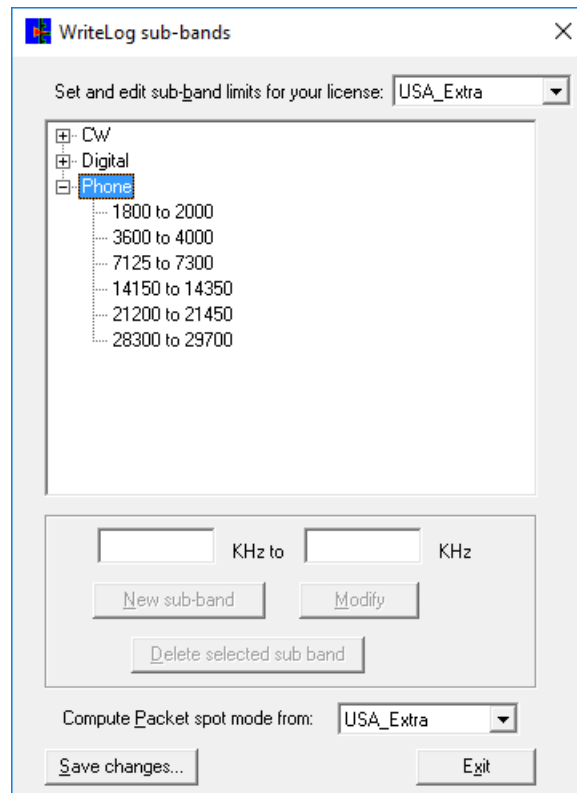 WriteLog sub-bands
Set and edit sub-band limits for your license: USA_Extra
CW
Digital
Phone
1800 to 2000
3600 to 4000
7125 to 7300
14150 to 14350
21200 to 21450
28300 to 29700
KHz to KHz
New sub-band Modify
Delete selected sub band
Compute Packet spot mode from: USA_Extra
Save changes... Exit